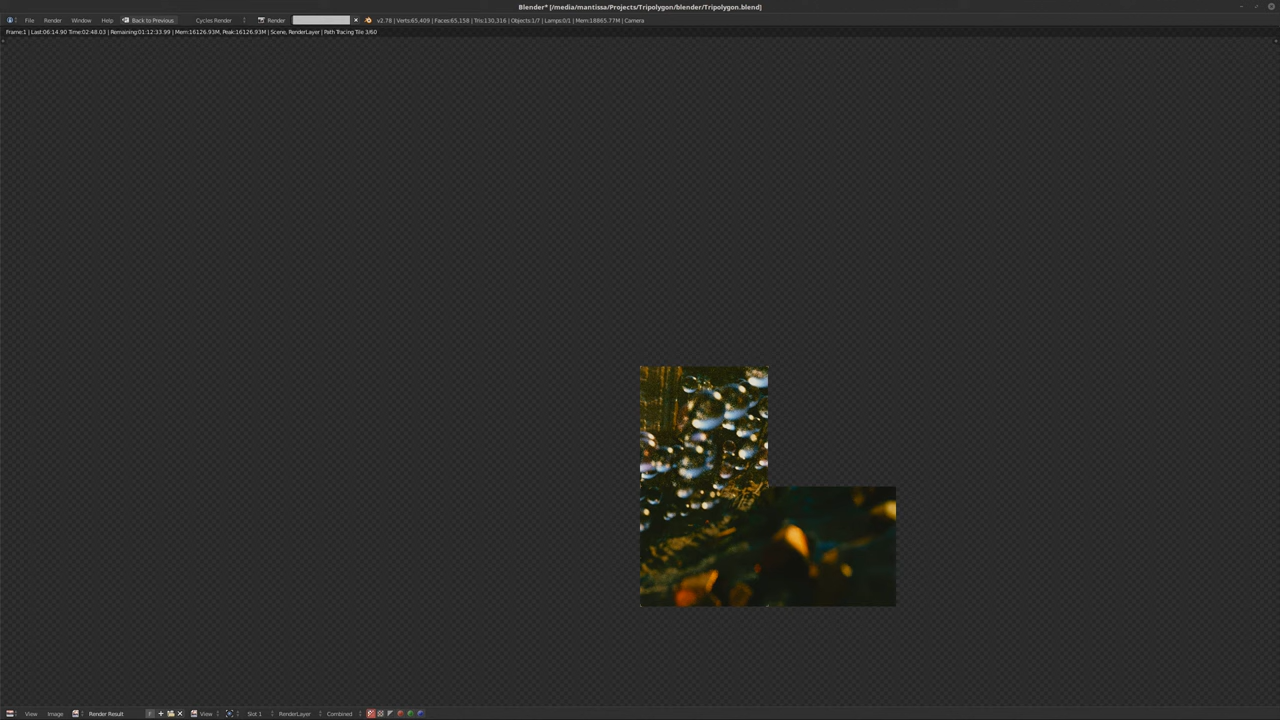 Blender* [/media/mantissa/Projects/Tripolygon/blender/Tripolygon.blend]
File Render Window Help Back to Previous Cycles Render Render v2.78 | Verts:65,409 | Faces:65,158 | Tris:130,316 | Objects:1/7 | Lamps:0/1 | Mem:18865.77M | Camera
Frame:1 | Last:06:14.90 Time:02:48.03 | Remaining:01:12:33.99 | Mem:16126.93M, Peak:16126.93M | Scene, RenderLayer | Path Tracing Tile 3/60
View Image Render Result F View Slot 1 RenderLayer Combined